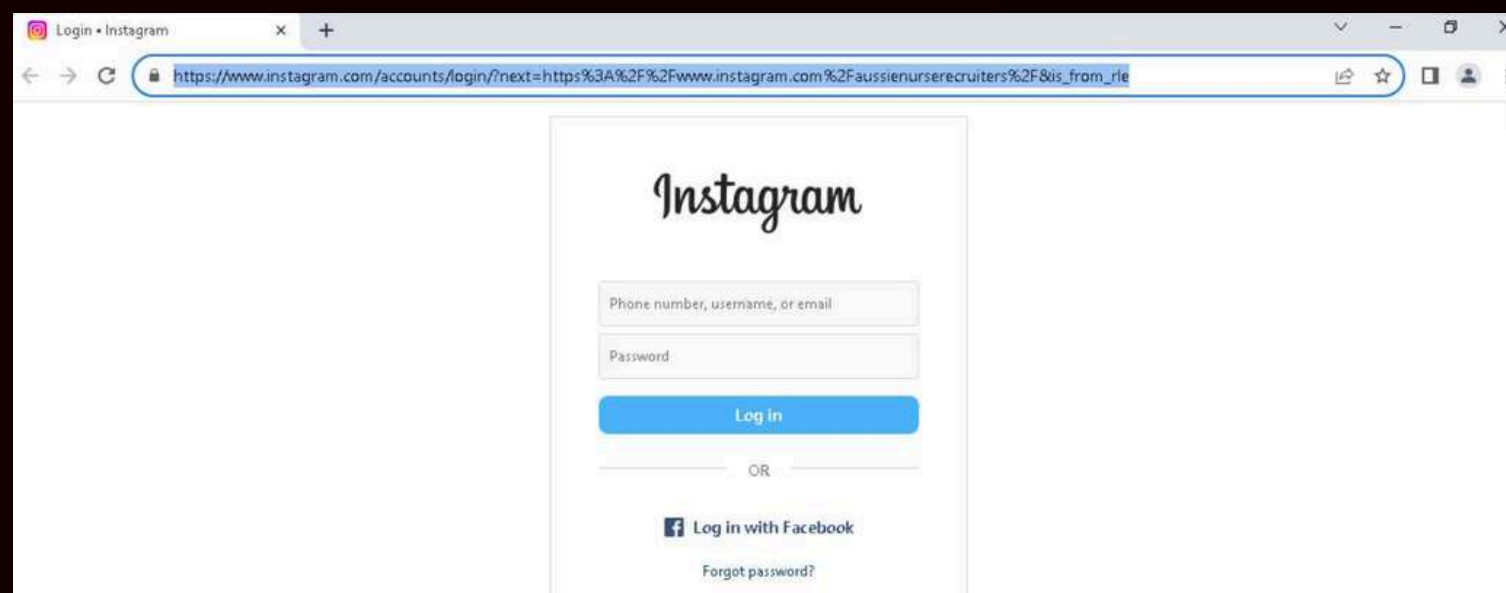 Login • Instagram
https://www.instagram.com/accounts/login/?next=https%3A%2F%2Fwww.instagram.com%2Faussienurserecruiters%2F&is_from_rle
Instagram
Phone number, username, or email
Password
Log in
OR
Log in with Facebook
Forgot password?